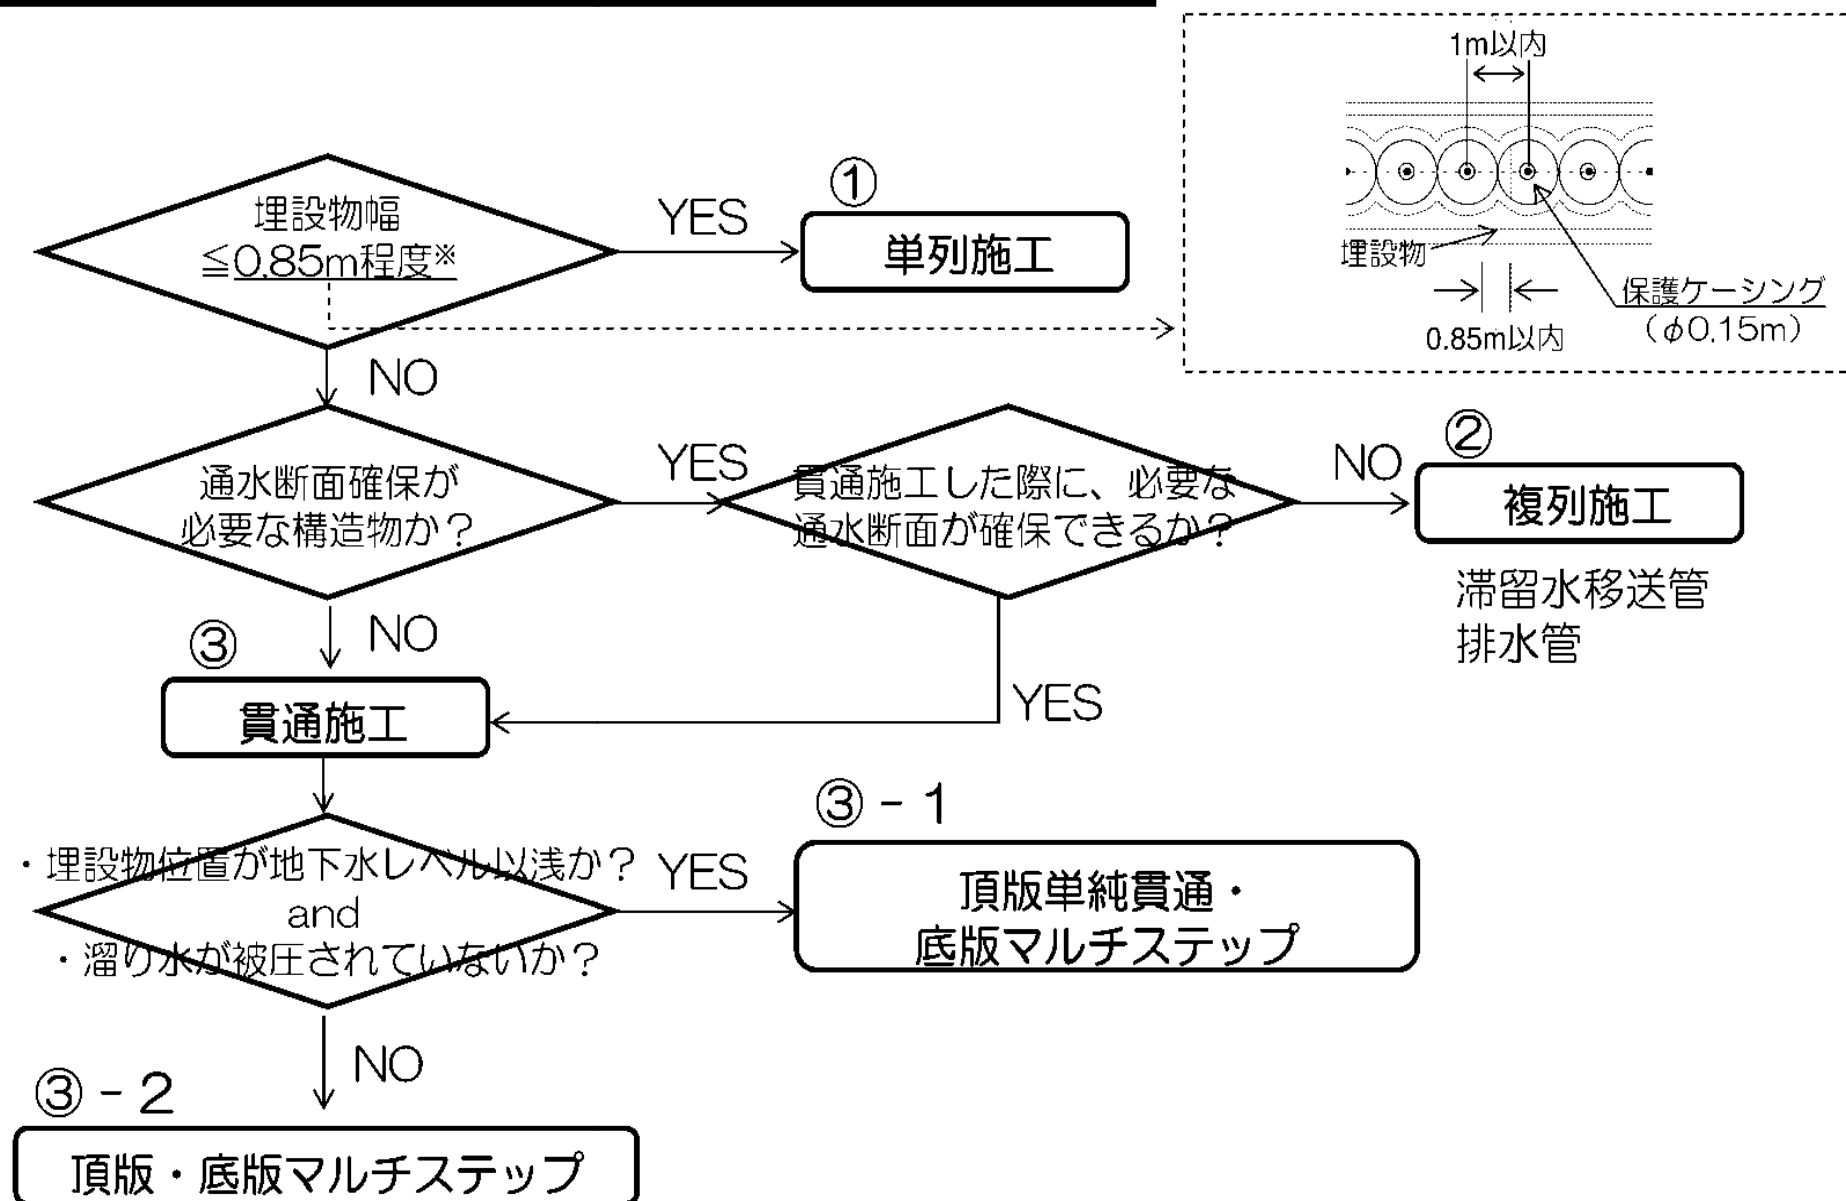 1m以内
埋設物
0.85m以内
保護ケーシング
（φ0.15m）
埋設物幅
≦0.85m程度※
YES
①
単列施工
NO
通水断面確保が
必要な構造物か？
YES
貫通施工した際に、必要な
通水断面が確保できるか？
NO
②
複列施工
滞留水移送管
排水管
NO
YES
③
貫通施工
・埋設物位置が地下水レベル以浅か？
and
・溜り水が被圧されていないか？
YES
③－１
頂版単純貫通・
底版マルチステップ
NO
③－２
頂版・底版マルチステップ